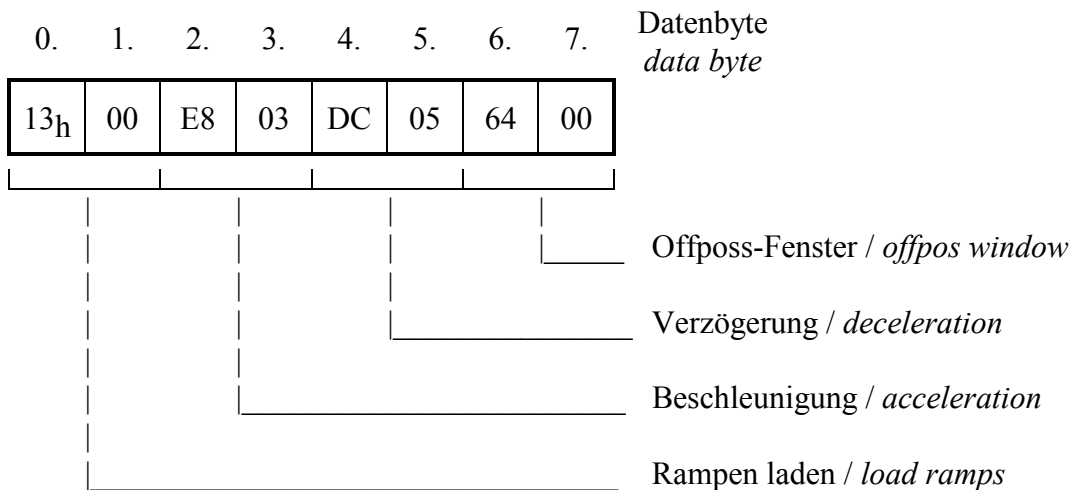 0. 1. 2. 3. 4. 5. 6. 7. Datenbyte
data byte
13h 00 E8 03 DC 05 64 00
Offposs-Fenster / offpos window
Verzögerung / deceleration
Beschleunigung / acceleration
Rampen laden / load ramps